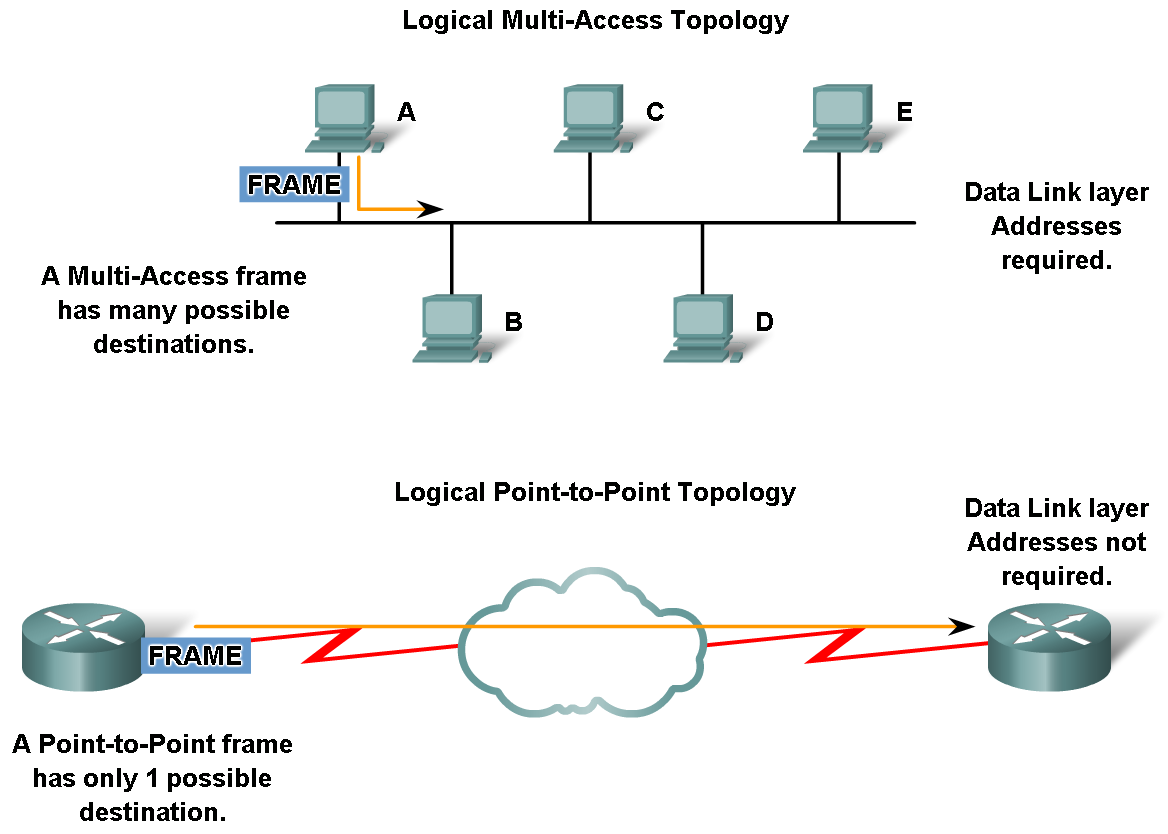 Logical Multi-Access Topology
A
C
E
FRAME
Data Link layer
Addresses
required.
A Multi-Access frame
has many possible
destinations.
B
D
Logical Point-to-Point Topology
Data Link layer
Addresses not
required.
FRAME
A Point-to-Point frame
has only 1 possible
destination.